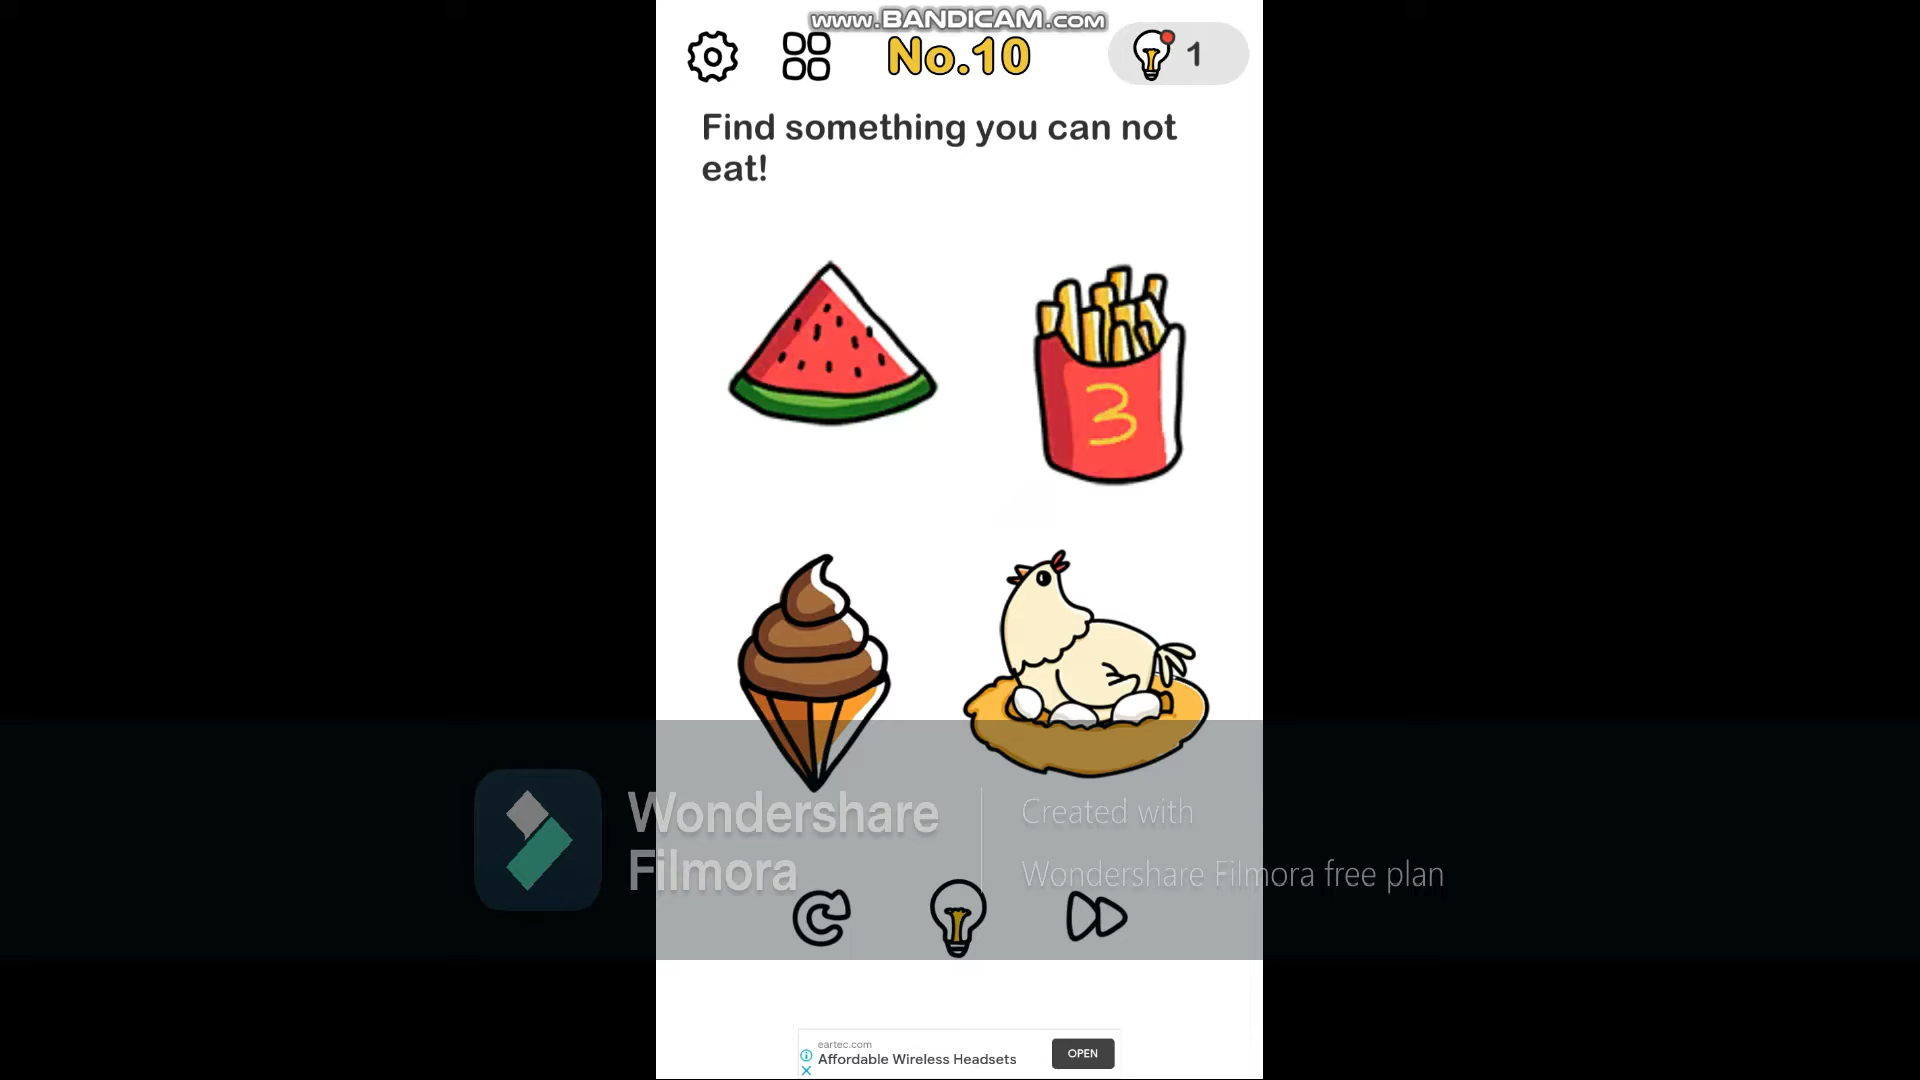 www.BANDICAM.com
No.10
1
Find something you can not
eat!
3
Wondershare
Filmora
Created with
Wondershare Filmora free plan
eartec.com
Affordable Wireless Headsets
OPEN